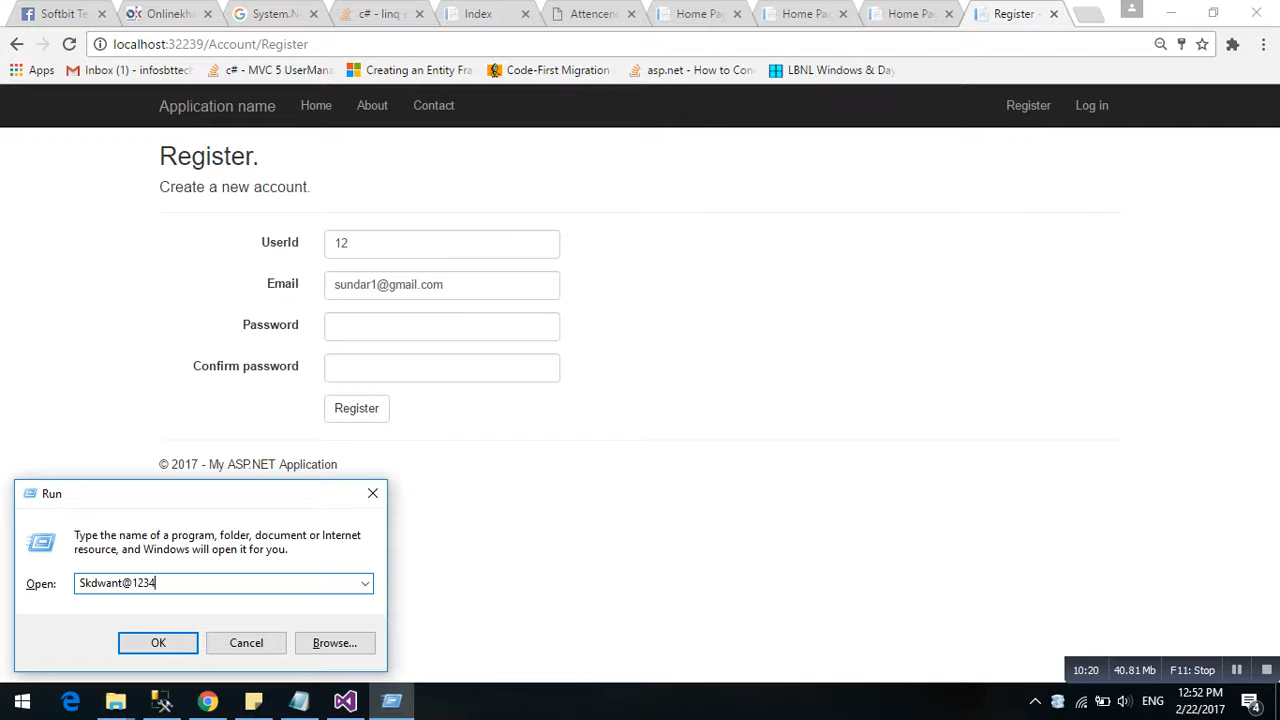 Softbit Te
Onlinekh
System.N
c# - linq e
Index
Attencenc
Home Pa
Home Pa
Home Pa
Register -
localhost:32239/Account/Register
Apps
Inbox (1) - infosbttech
c# - MVC 5 UserMana
Creating an Entity Fra
Code-First Migration
asp.net - How to Con
LBNL Windows & Day
Application name
Home
About
Contact
Register
Log in
Register.
Create a new account.
UserId
12
Email
sundar1@gmail.com
Password
Confirm password
Register
© 2017 - My ASP.NET Application
Run
Type the name of a program, folder, document or Internet
resource, and Windows will open it for you.
Open:
Skdwant@1234
OK
Cancel
Browse...
10:20
40.81 MB
F11: Stop
ENG
12:52 PM
2/22/2017
4